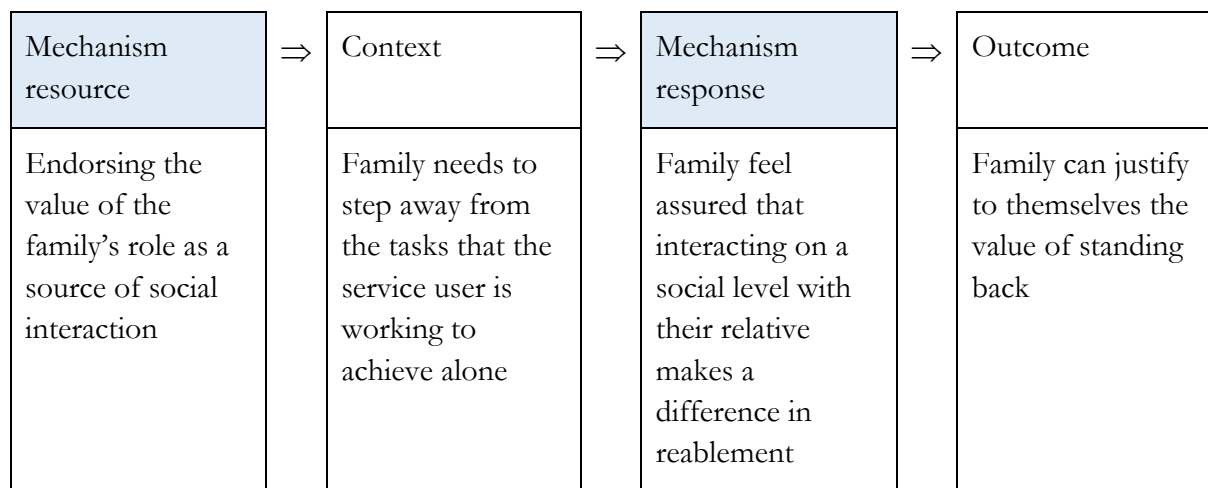 Mechanism
resource
⇒
Context
⇒
Mechanism
response
⇒
Outcome
Endorsing the
value of the
family’s role as a
source of social
interaction
Family needs to
step away from
the tasks that the
service user is
working to
achieve alone
Family feel
assured that
interacting on a
social level with
their relative
makes a
difference in
reablement
Family can justify
to themselves the
value of standing
back